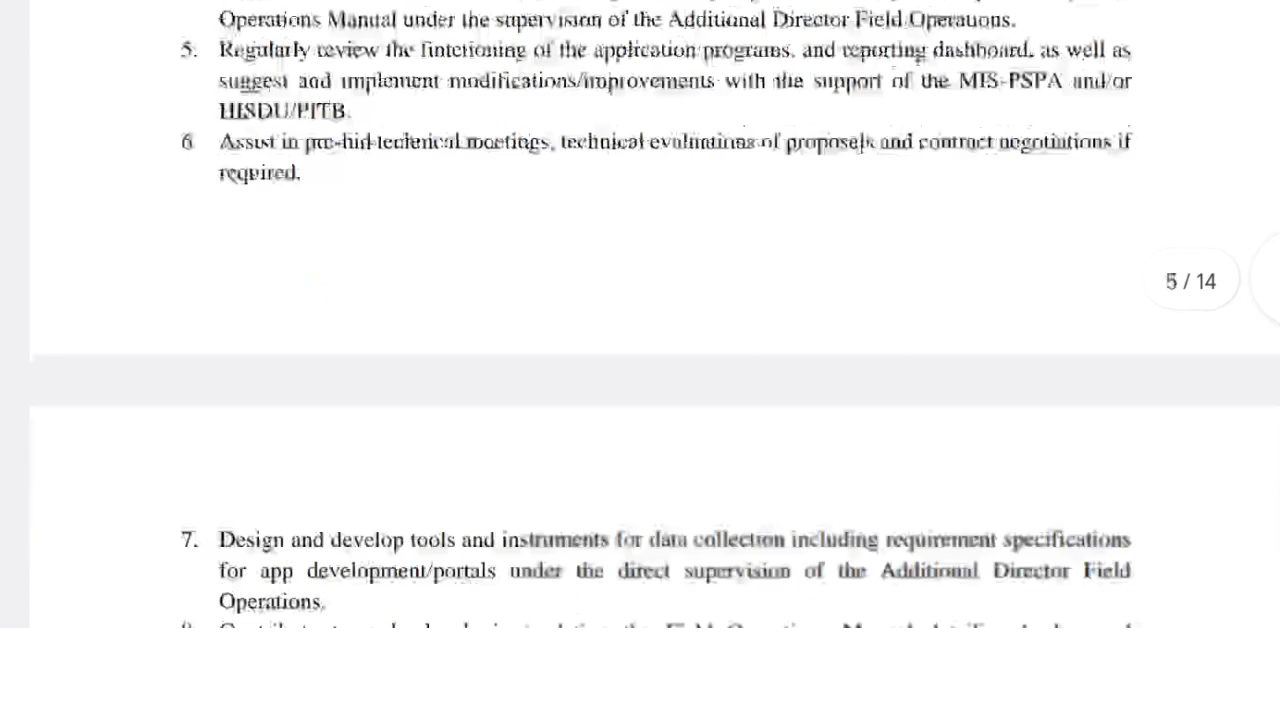 Operations Manual under the supervision of the Additional Director Field Operations.
5. Regularly review the functioning of the application programs, and reporting dashboard, as well as
suggest and implement modifications/improvements with the support of the MIS-PSPA and/or
HISDU/PITB.
6. Assist in pre-bid technical meetings, technical evaluations of proposals and contract negotiations if
required.
5 / 14
7. Design and develop tools and instruments for data collection including requirement specifications
for app development/portals under the direct supervision of the Additional Director Field
Operations.